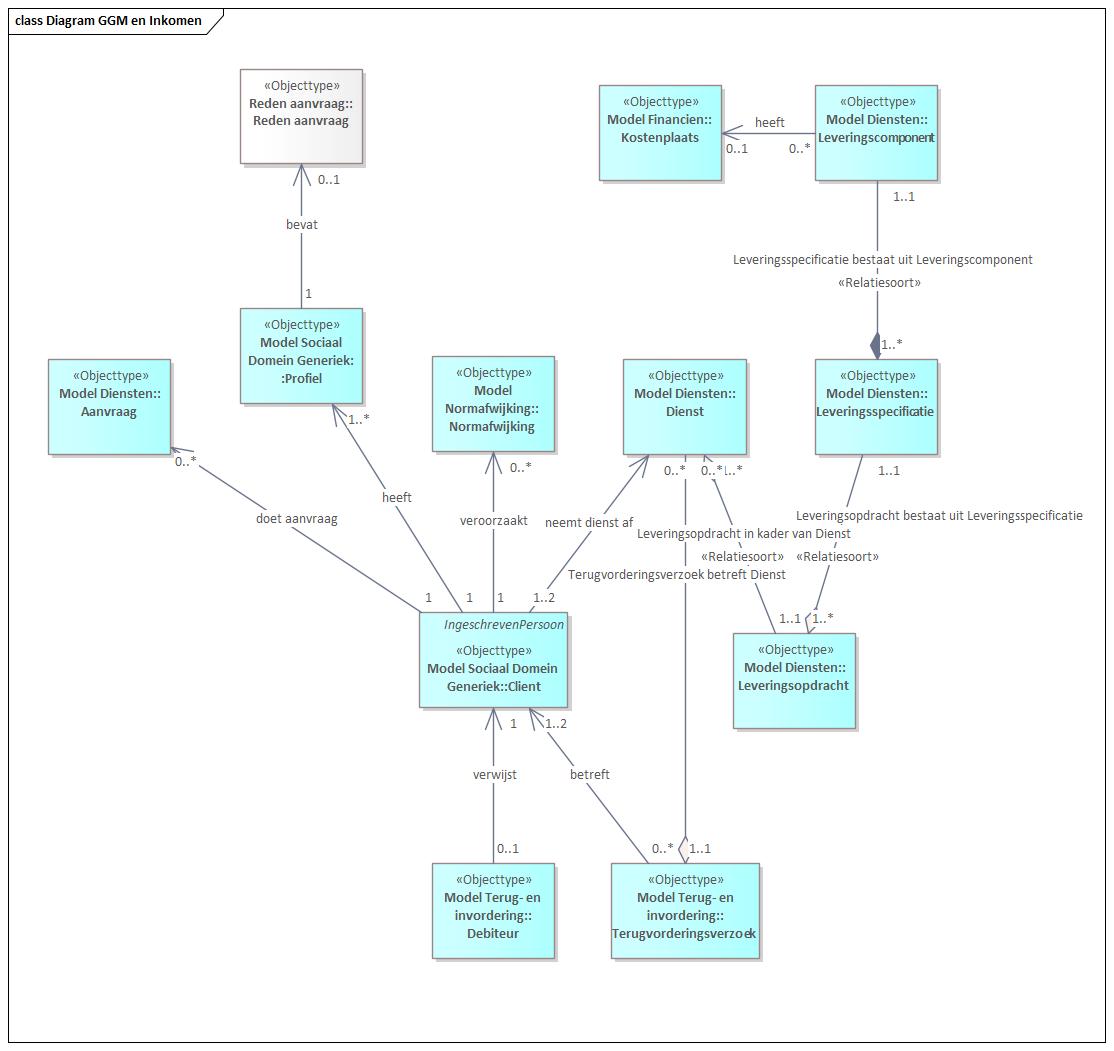 class Diagram GGM en Inkomen
«Objecttype»
Reden aanvraag::
Reden aanvraag
0..1
bevat
1
«Objecttype»
Model Financien::
Kostenplaats
heeft
0..1
0..*
«Objecttype»
Model Diensten::
Leveringscomponent
1..1
Leveringsspecificatie bestaat uit Leveringscomponent
«Relatiesoort»
1..*
«Objecttype»
Model Sociaal
Domein Generiek:
:Profiel
1..*
«Objecttype»
Model Diensten::
Aanvraag
0..*
«Objecttype»
Model
Normafwijking::
Normafwijking
0..*
«Objecttype»
Model Diensten::
Dienst
0..*
0..*
1..*
«Objecttype»
Model Diensten::
Leveringsspecificatie
1..1
doet aanvraag
heeft
veroorzaakt
neemt dienst af
Leveringsopdracht bestaat uit Leveringsspecificatie
Leveringsopdracht in kader van Dienst
«Relatiesoort»
«Relatiesoort»
Terugvorderingsverzoek betreft Dienst
1
1
1
1..2
1..1
1..*
IngeschrevenPersoon
«Objecttype»
Model Sociaal Domein
Generiek::Client
«Objecttype»
Model Diensten::
Leveringsopdracht
1
1..2
verwijst
betreft
0..1
0..*
1..1
«Objecttype»
Model Terug- en
invordering::
Debiteur
«Objecttype»
Model Terug- en
invordering::
Terugvorderingsverzoek